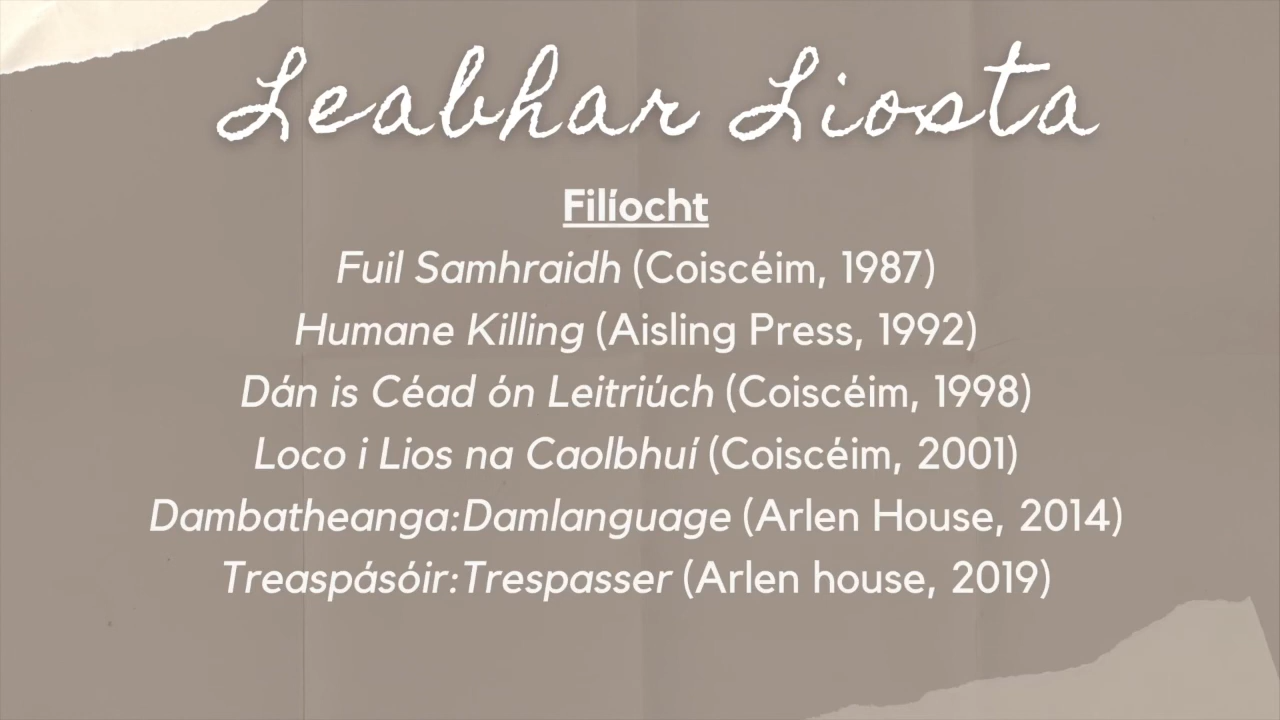 Leabhar Liosta
Filíocht
Fuil Samhraidh (Coiscéim, 1987)
Humane Killing (Aisling Press, 1992)
Dán is Céad ón Leitriúch (Coiscéim, 1998)
Loco i Lios na Caolbhuí (Coiscéim, 2001)
Dambatheanga:Damlanguage (Arlen House, 2014)
Treaspásóir:Trespasser (Arlen house, 2019)